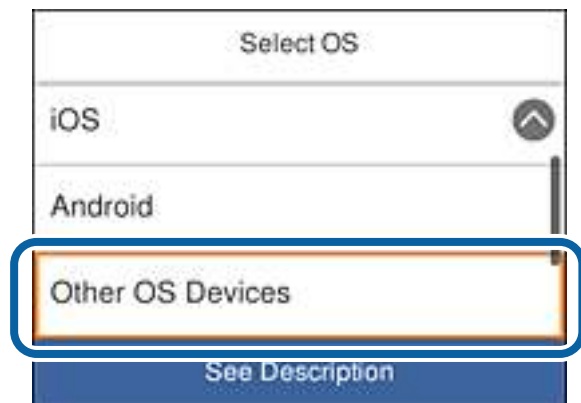 Select OS
iOS
Android
Other OS Devices
See Description